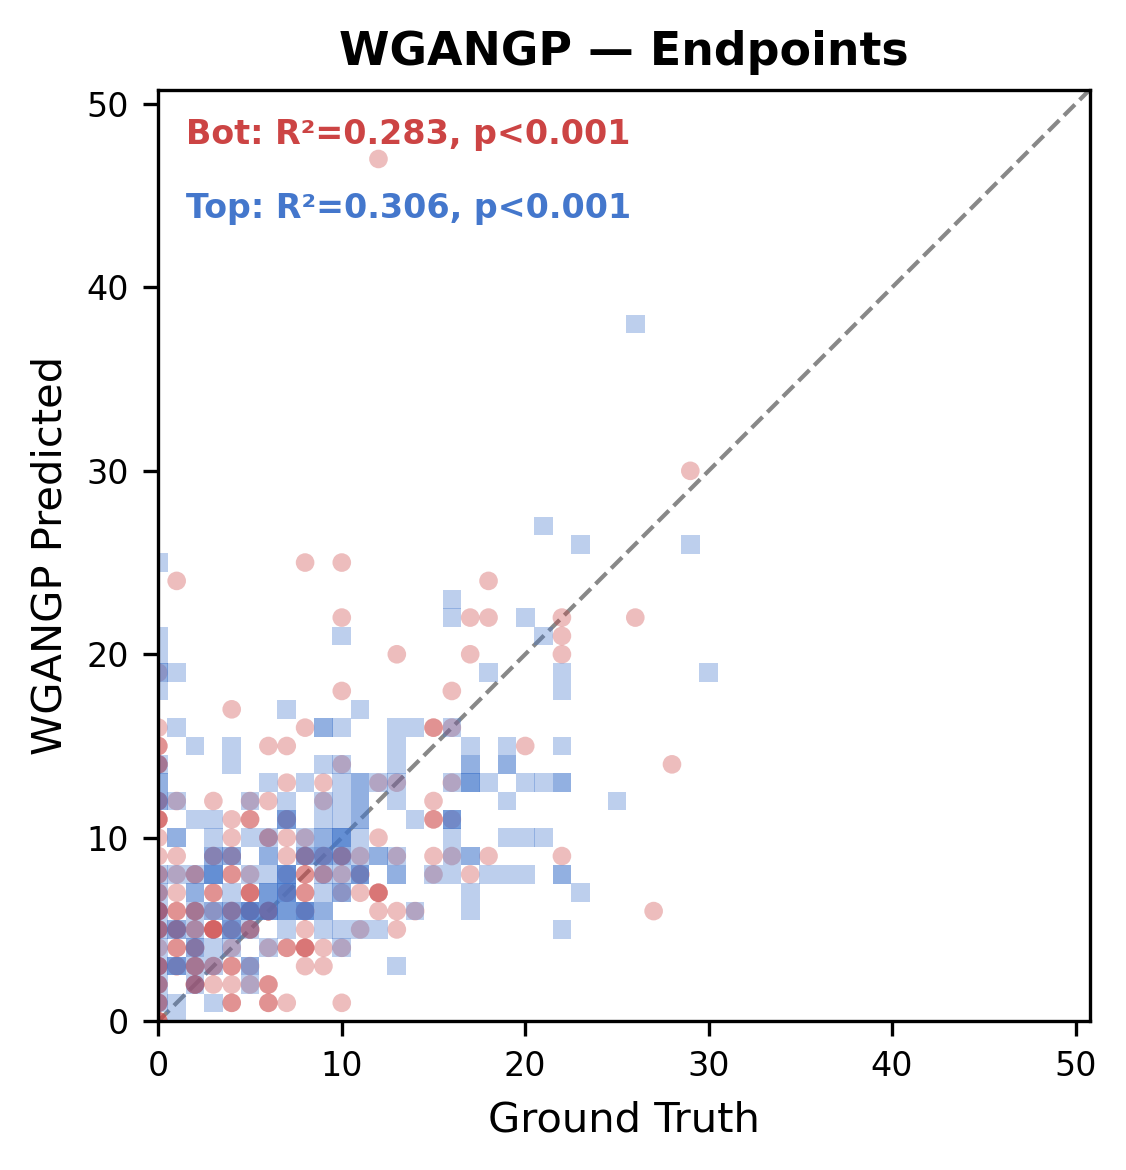 WGANGP — Endpoints
Bot: R²=0.283, p<0.001
Top: R²=0.306, p<0.001
50
40
30
20
10
0
WGANGP Predicted
0 10 20 30 40 50
Ground Truth